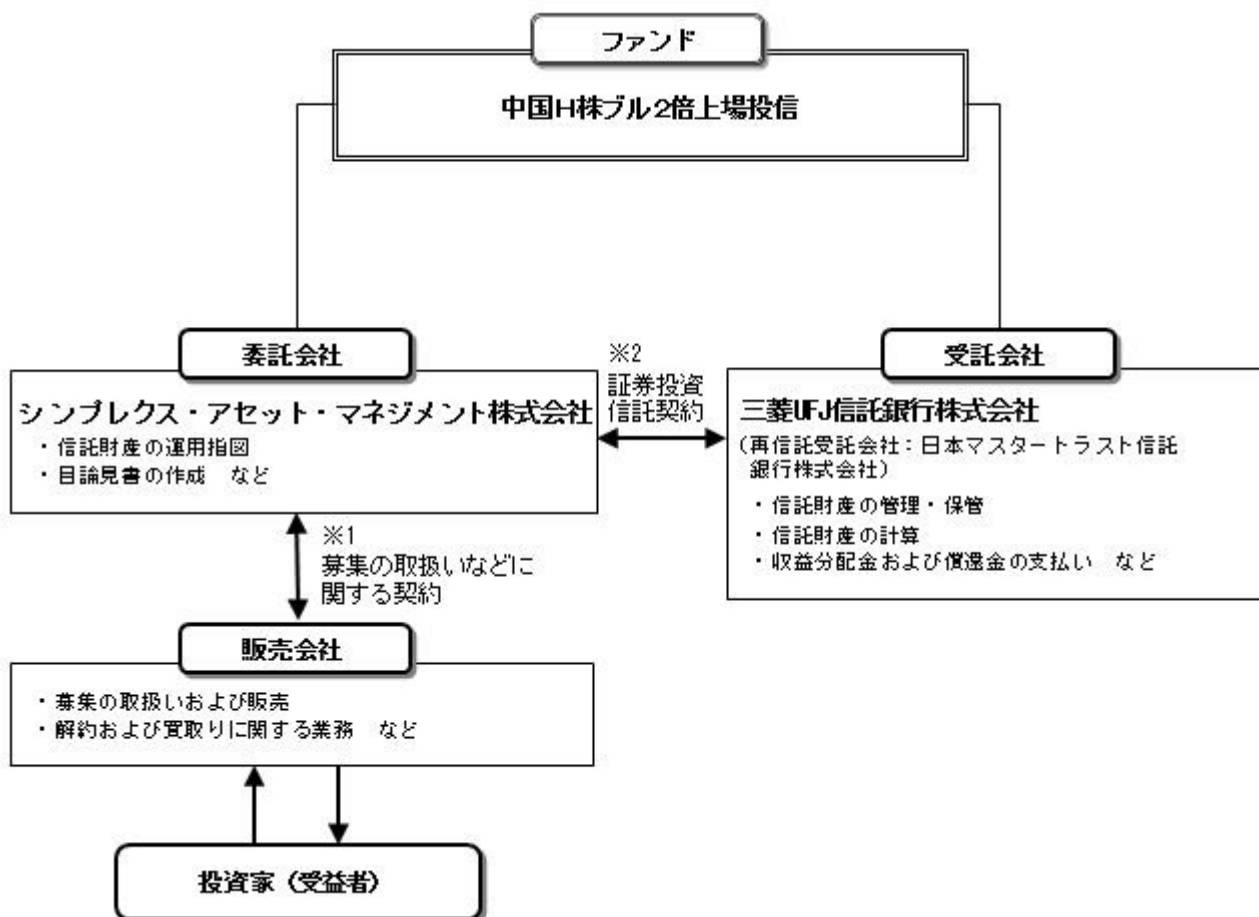 ファンド
中国H株ブル2倍上場投信
委託会社
シンプレクス・アセット・マネジメント株式会社
・信託財産の運用指図
・目論見書の作成　など
※2
証券投資
信託契約
受託会社
三菱UFJ信託銀行株式会社
(再信託受託会社：日本マスタートラスト信託
銀行株式会社)
・信託財産の管理・保管
・信託財産の計算
・収益分配金および償還金の支払い　など
※1
募集の取扱いなどに
関する契約
販売会社
・募集の取扱いおよび販売
・解約および買取りに関する業務　など
投資家（受益者）